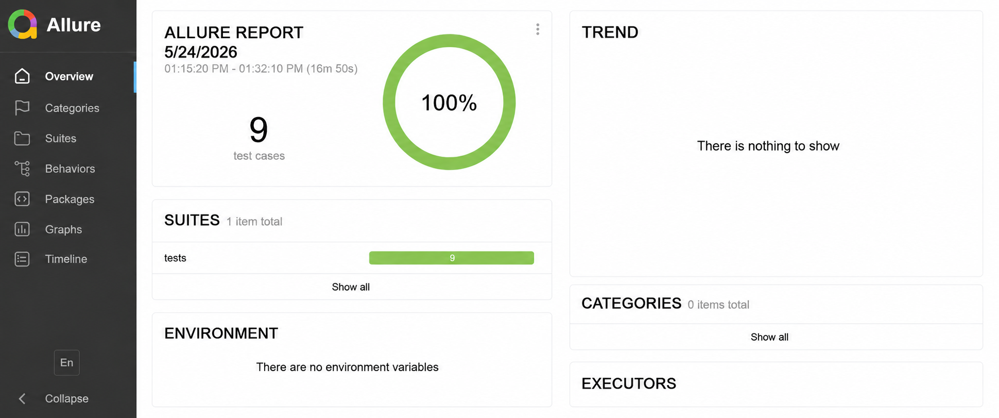 Allure
Overview
Categories
Suites
Behaviors
Packages
Graphs
Timeline
En
Collapse
ALLURE REPORT
5/24/2026
01:15:20 PM - 01:32:10 PM (16m 50s)
9
test cases
100%
SUITES 1 item total
tests 9
Show all
ENVIRONMENT
There are no environment variables
TREND
There is nothing to show
CATEGORIES 0 items total
Show all
EXECUTORS